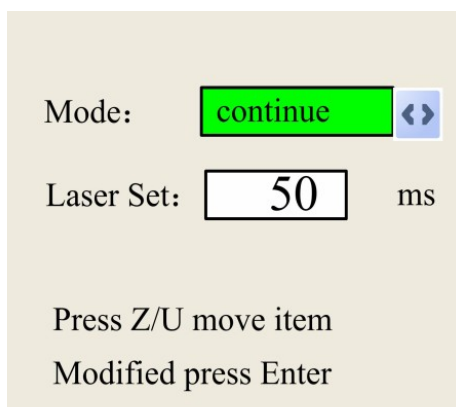 Mode： continue
Laser Set： 50 ms
Press Z/U move item
Modified press Enter